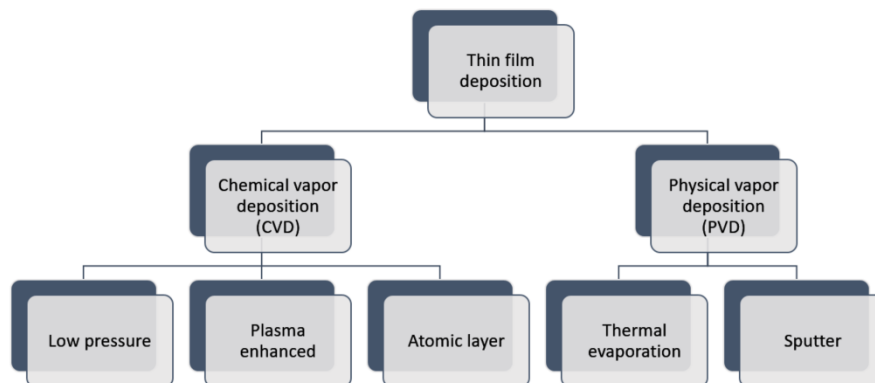 Thin film
deposition
Chemical vapor
deposition
(CVD)
Physical vapor
deposition
(PVD)
Low pressure
Plasma
enhanced
Atomic layer
Thermal
evaporation
Sputter